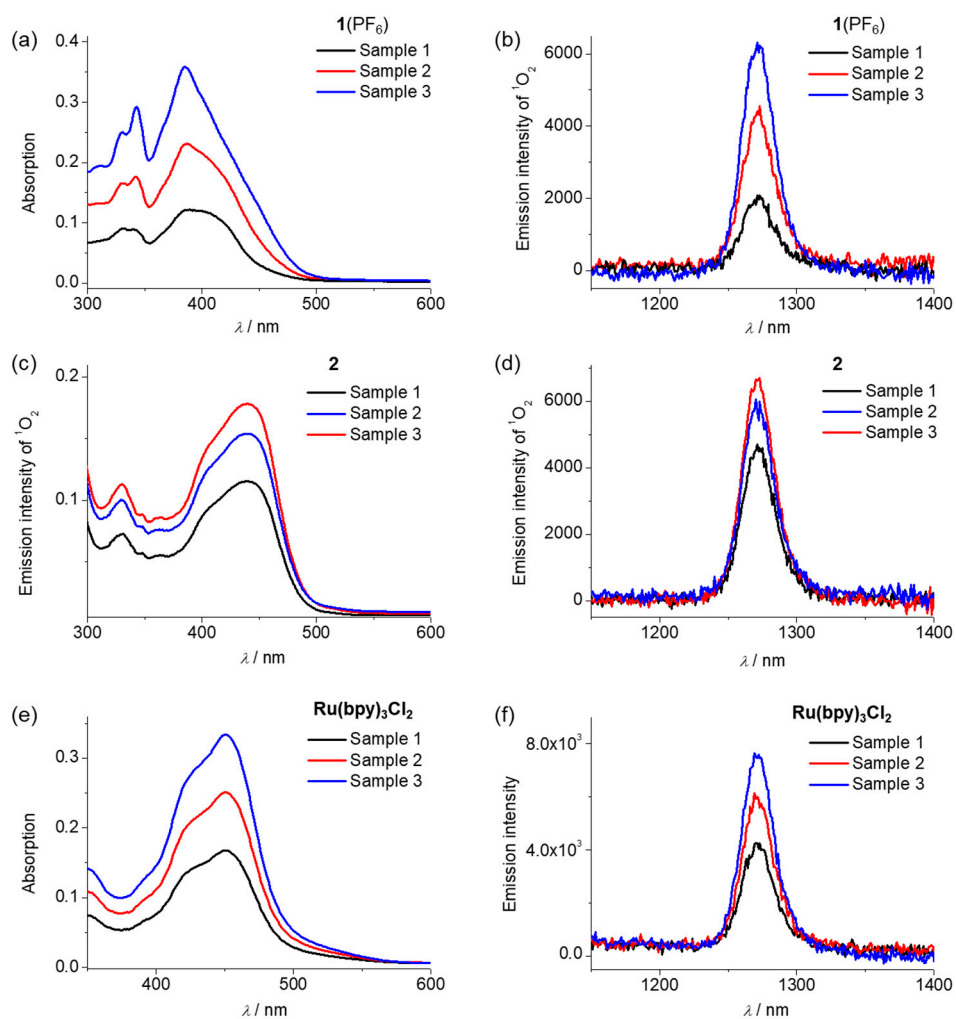 (a)
1(PF₆)
Sample 1
Sample 2
Sample 3
0.4
0.3
0.2
0.1
0.0
Absorption
300 400 500 600
λ / nm
(b)
1(PF₆)
Sample 1
Sample 2
Sample 3
6000
4000
2000
0
Emission intensity of ¹O₂
1200 1300 1400
λ / nm
(c)
2
Sample 1
Sample 2
Sample 3
0.2
0.1
Emission intensity of ¹O₂
300 400 500 600
λ / nm
(d)
2
Sample 1
Sample 2
Sample 3
6000
4000
2000
0
Emission intensity of ¹O₂
1200 1300 1400
λ / nm
(e)
Ru(bpy)₃Cl₂
Sample 1
Sample 2
Sample 3
0.3
0.2
0.1
0.0
Absorption
400 500 600
λ / nm
(f)
Ru(bpy)₃Cl₂
Sample 1
Sample 2
Sample 3
8.0x10³
4.0x10³
0.0
Emission intensity
1200 1300 1400
λ / nm